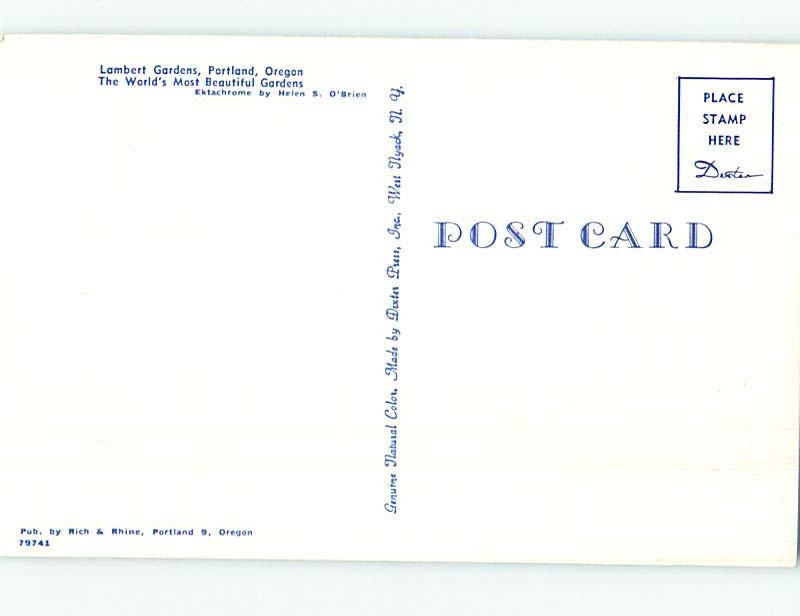 Lambert Gardens, Portland, Oregon
The World's Most Beautiful Gardens
Ektachrome by Helen S. O'Brien
Genuine Natural Color. Made by Dexter Press, Inc., West Nyack, N. Y.
PLACE
STAMP
HERE
Dexter
POST CARD
Pub. by Rich & Rhine, Portland 9, Oregon
79741